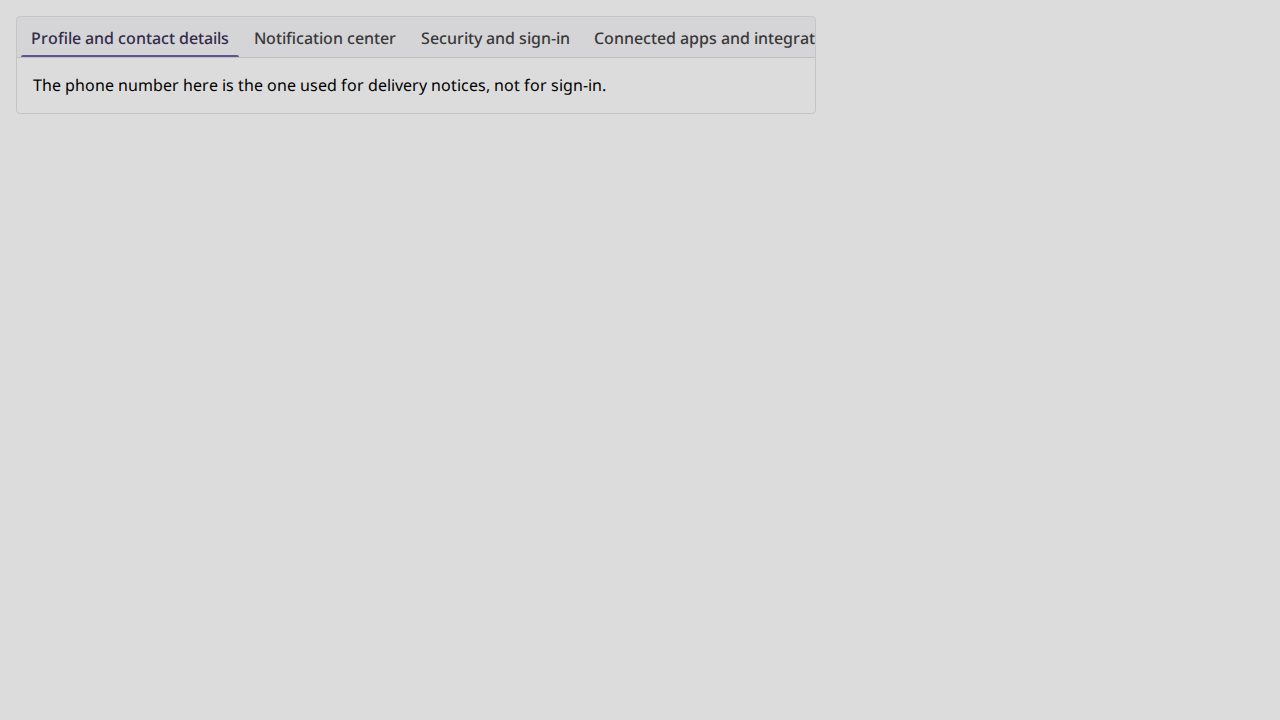 Profile and contact details
Notification center
Security and sign-in
Connected apps and
The phone number here is the one used for delivery notices, not for sign-in.